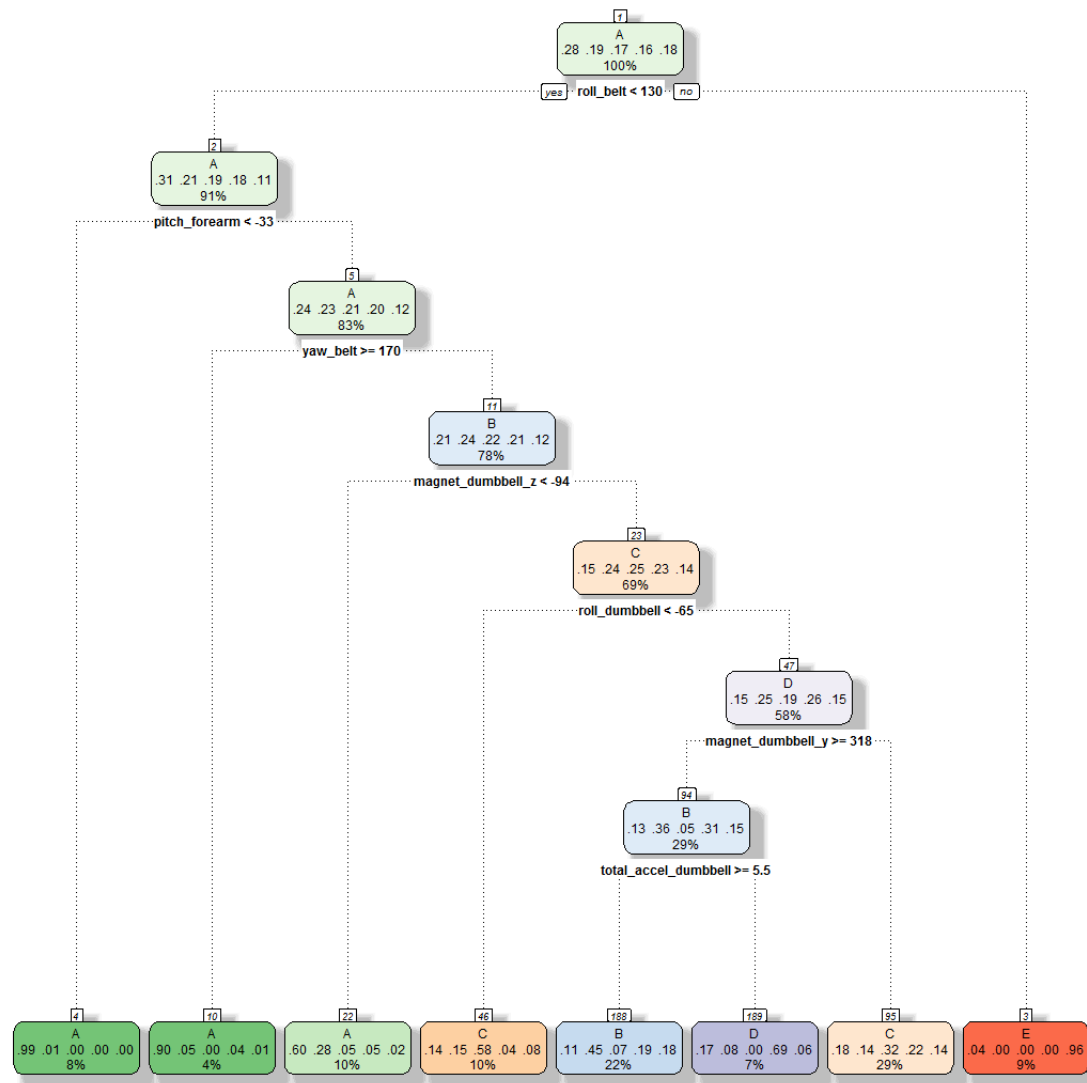 1
A
.28 .19 .17 .16 .18
100%
yes roll_belt < 130 no
2
A
.31 .21 .19 .18 .11
91%
pitch_forearm < -33
5
A
.24 .23 .21 .20 .12
83%
yaw_belt >= 170
11
B
.21 .24 .22 .21 .12
78%
magnet_dumbbell_z < -94
23
C
.15 .24 .25 .23 .14
69%
roll_dumbbell < -65
47
D
.15 .25 .19 .26 .15
58%
magnet_dumbbell_y >= 318
94
B
.13 .36 .05 .31 .15
29%
total_accel_dumbbell >= 5.5
4
A
.99 .01 .00 .00 .00
8%
10
A
.90 .05 .00 .04 .01
4%
22
A
.60 .28 .05 .05 .02
10%
46
C
.14 .15 .58 .04 .08
10%
188
B
.11 .45 .07 .19 .18
22%
189
D
.17 .08 .00 .69 .06
7%
95
C
.18 .14 .32 .22 .14
29%
3
E
.04 .00 .00 .00 .96
9%